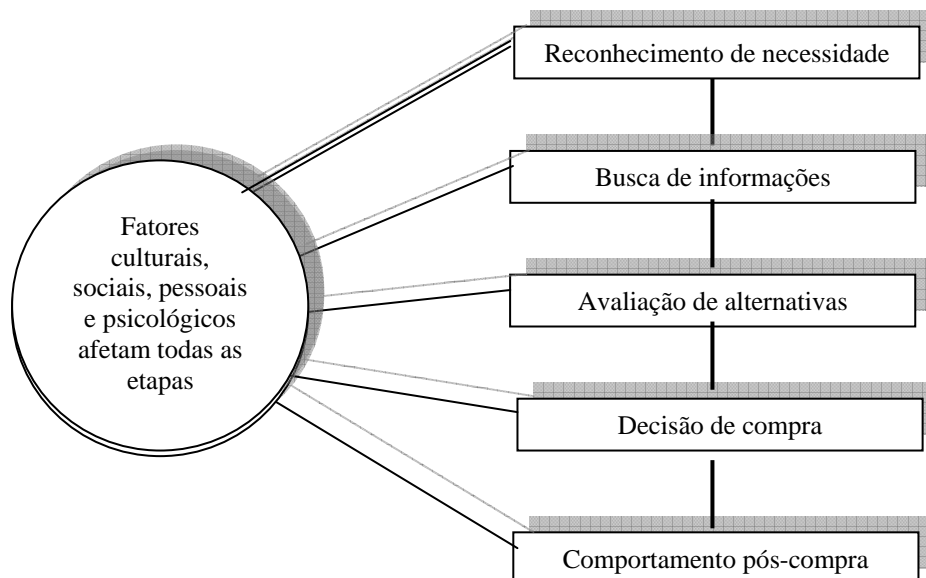 Fatores
culturais,
sociais, pessoais
e psicológicos
afetam todas as
etapas
Reconhecimento de necessidade
Busca de informações
Avaliação de alternativas
Decisão de compra
Comportamento pós-compra